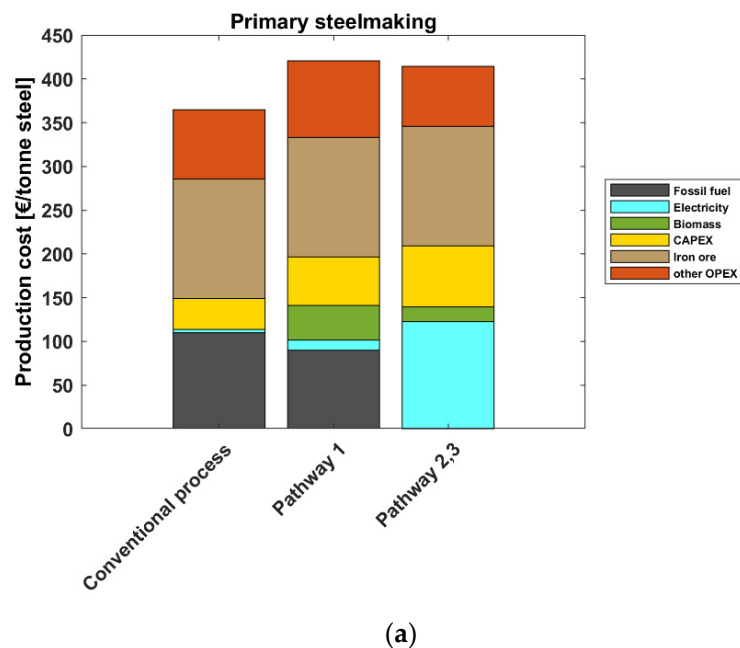 Primary steelmaking
Production cost [€/tonne steel]
450
400
350
300
250
200
150
100
50
0
Conventional process
Pathway 1
Pathway 2,3
Fossil fuel
Electricity
Biomass
CAPEX
Iron ore
other OPEX
(a)